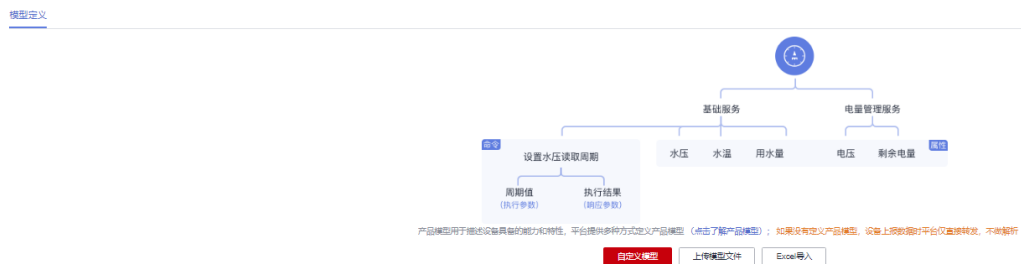 模型定义
基础服务
电量管理服务
命令
设置水压读取周期
水压
水温
用水量
电压
剩余电量
属性
周期值
执行结果
(执行参数)
(响应参数)
产品模型用于描述设备具备的能力和特性，平台提供多种方式定义产品模型 （点击了解产品模型）；如果没有定义产品模型，设备上报数据时平台仅直接转发，不做解析
自定义模型
上传模型文件
Excel导入